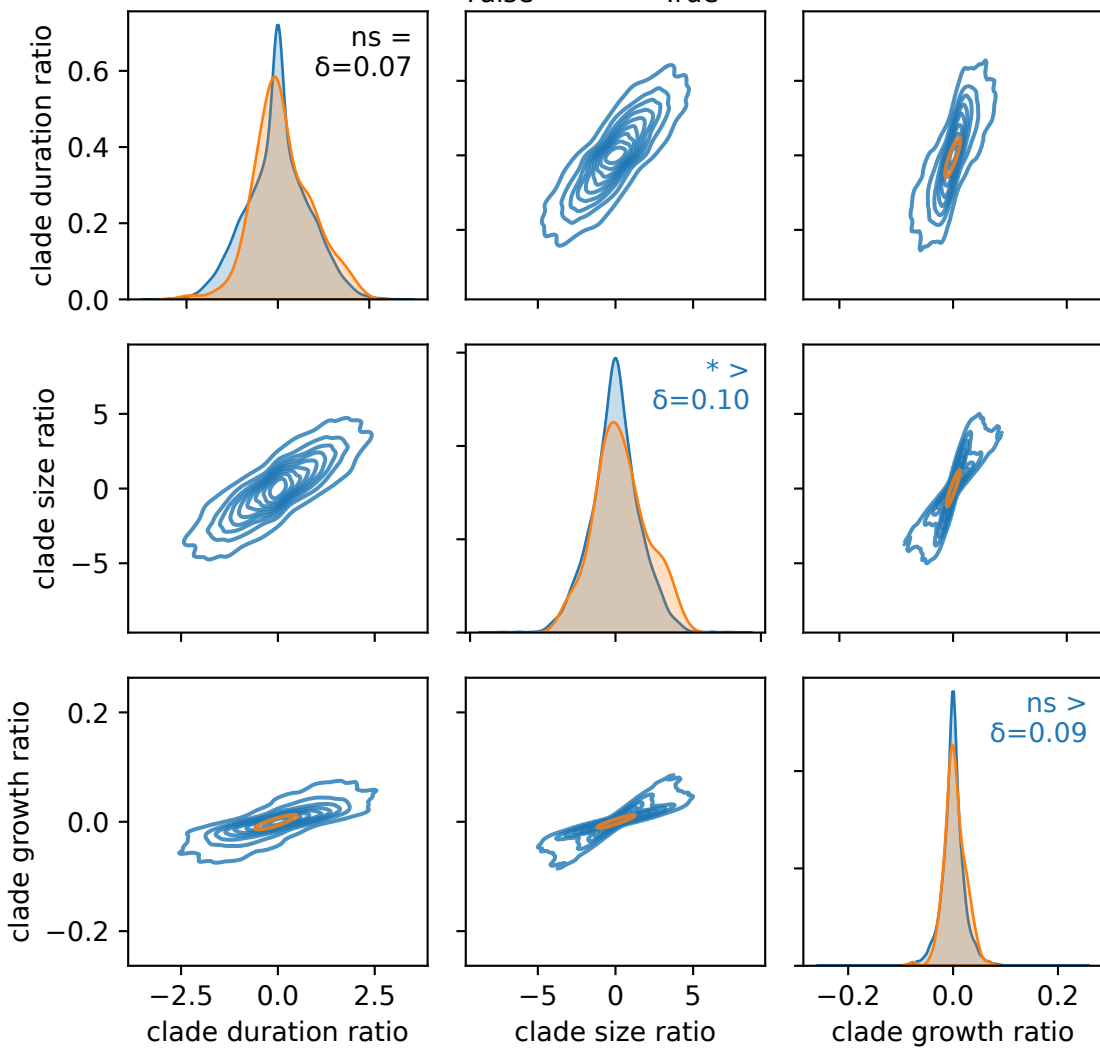 ns =
δ=0.07
clade duration ratio
0.6
0.4
0.2
0.0
* >
δ=0.10
clade size ratio
5
0
−5
ns >
δ=0.09
clade growth ratio
0.2
0.0
−0.2
−2.5 0.0 2.5
−5 0 5
−0.2 0.0 0.2
clade duration ratio
clade size ratio
clade growth ratio